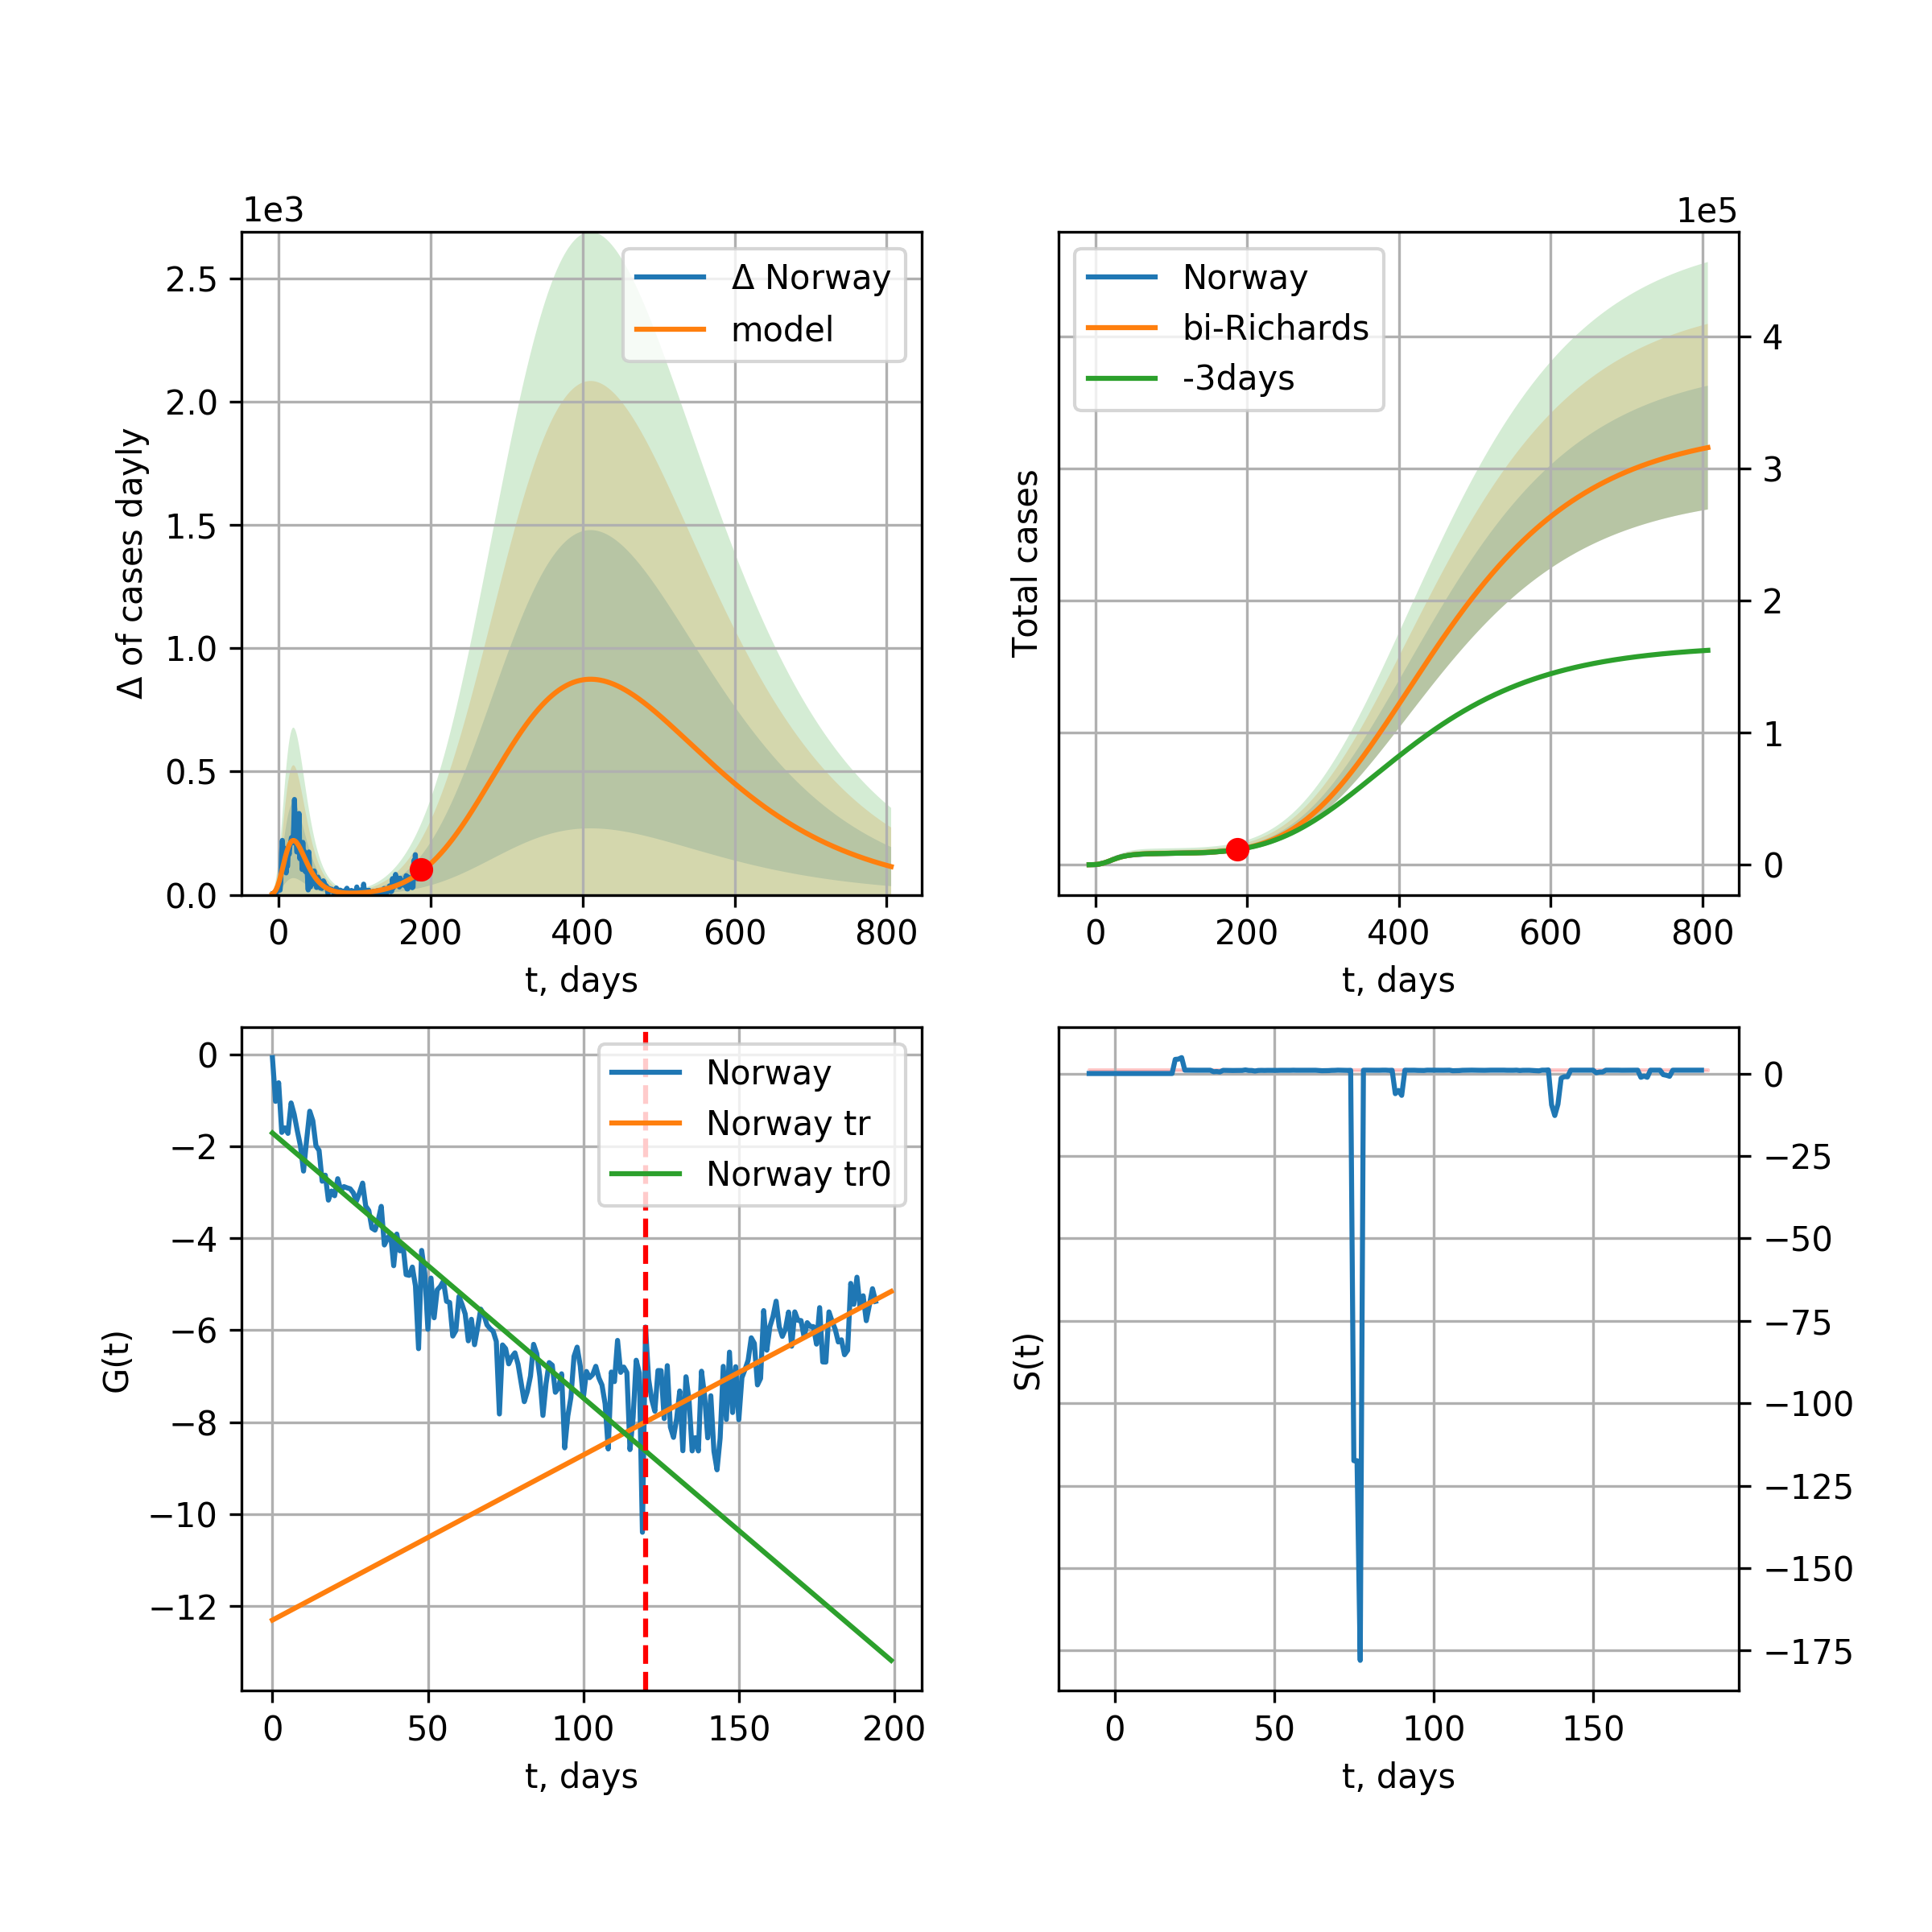 1e3
Δ of cases dayly
2.5
2.0
1.5
1.0
0.5
0.0
0 200 400 600 800
t, days
Δ Norway
model
1e5
Total cases
4
3
2
1
0
0 200 400 600 800
t, days
Norway
bi-Richards
-3days
G(t)
0
−2
−4
−6
−8
−10
−12
0 50 100 150 200
t, days
Norway
Norway tr
Norway tr0
S(t)
0
−25
−50
−75
−100
−125
−150
−175
0 50 100 150
t, days